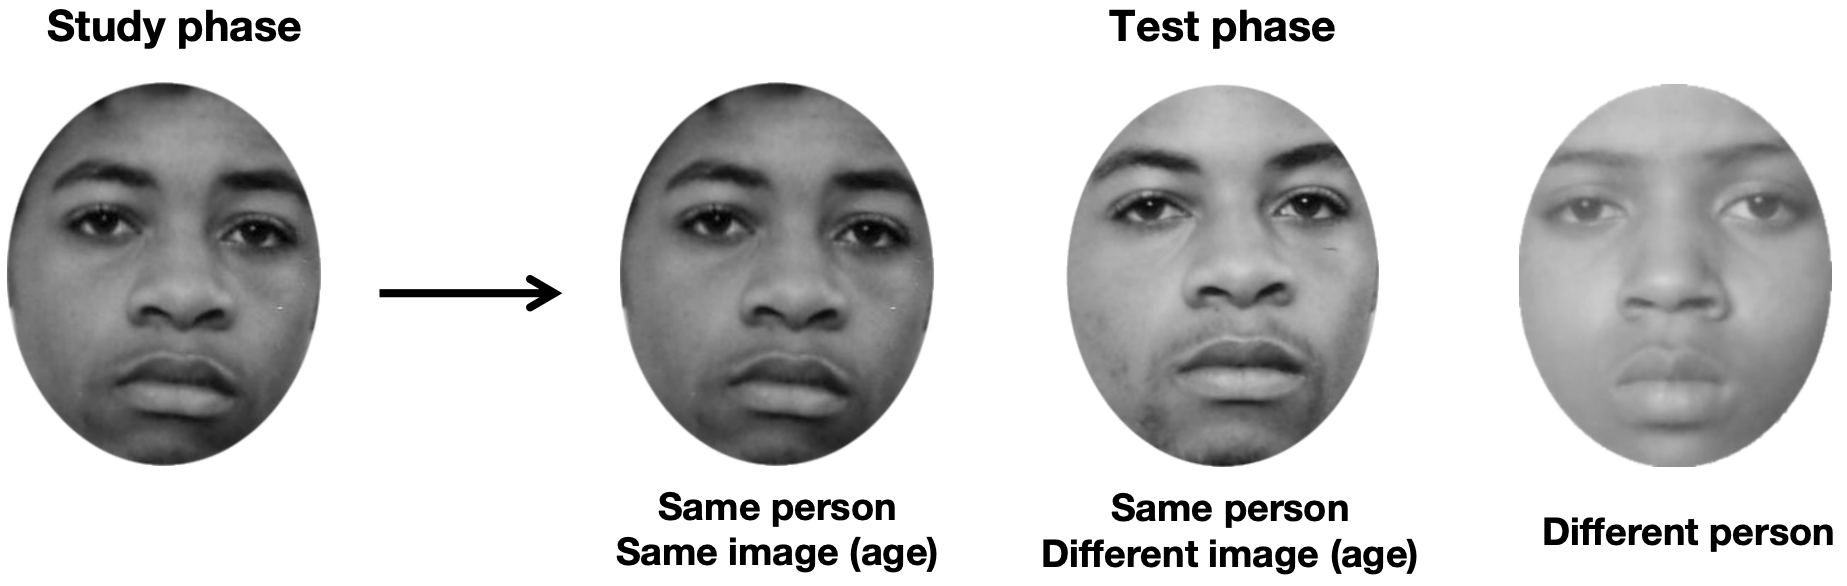 Study phase
Test phase
Same person
Same image (age)
Same person
Different image (age)
Different person